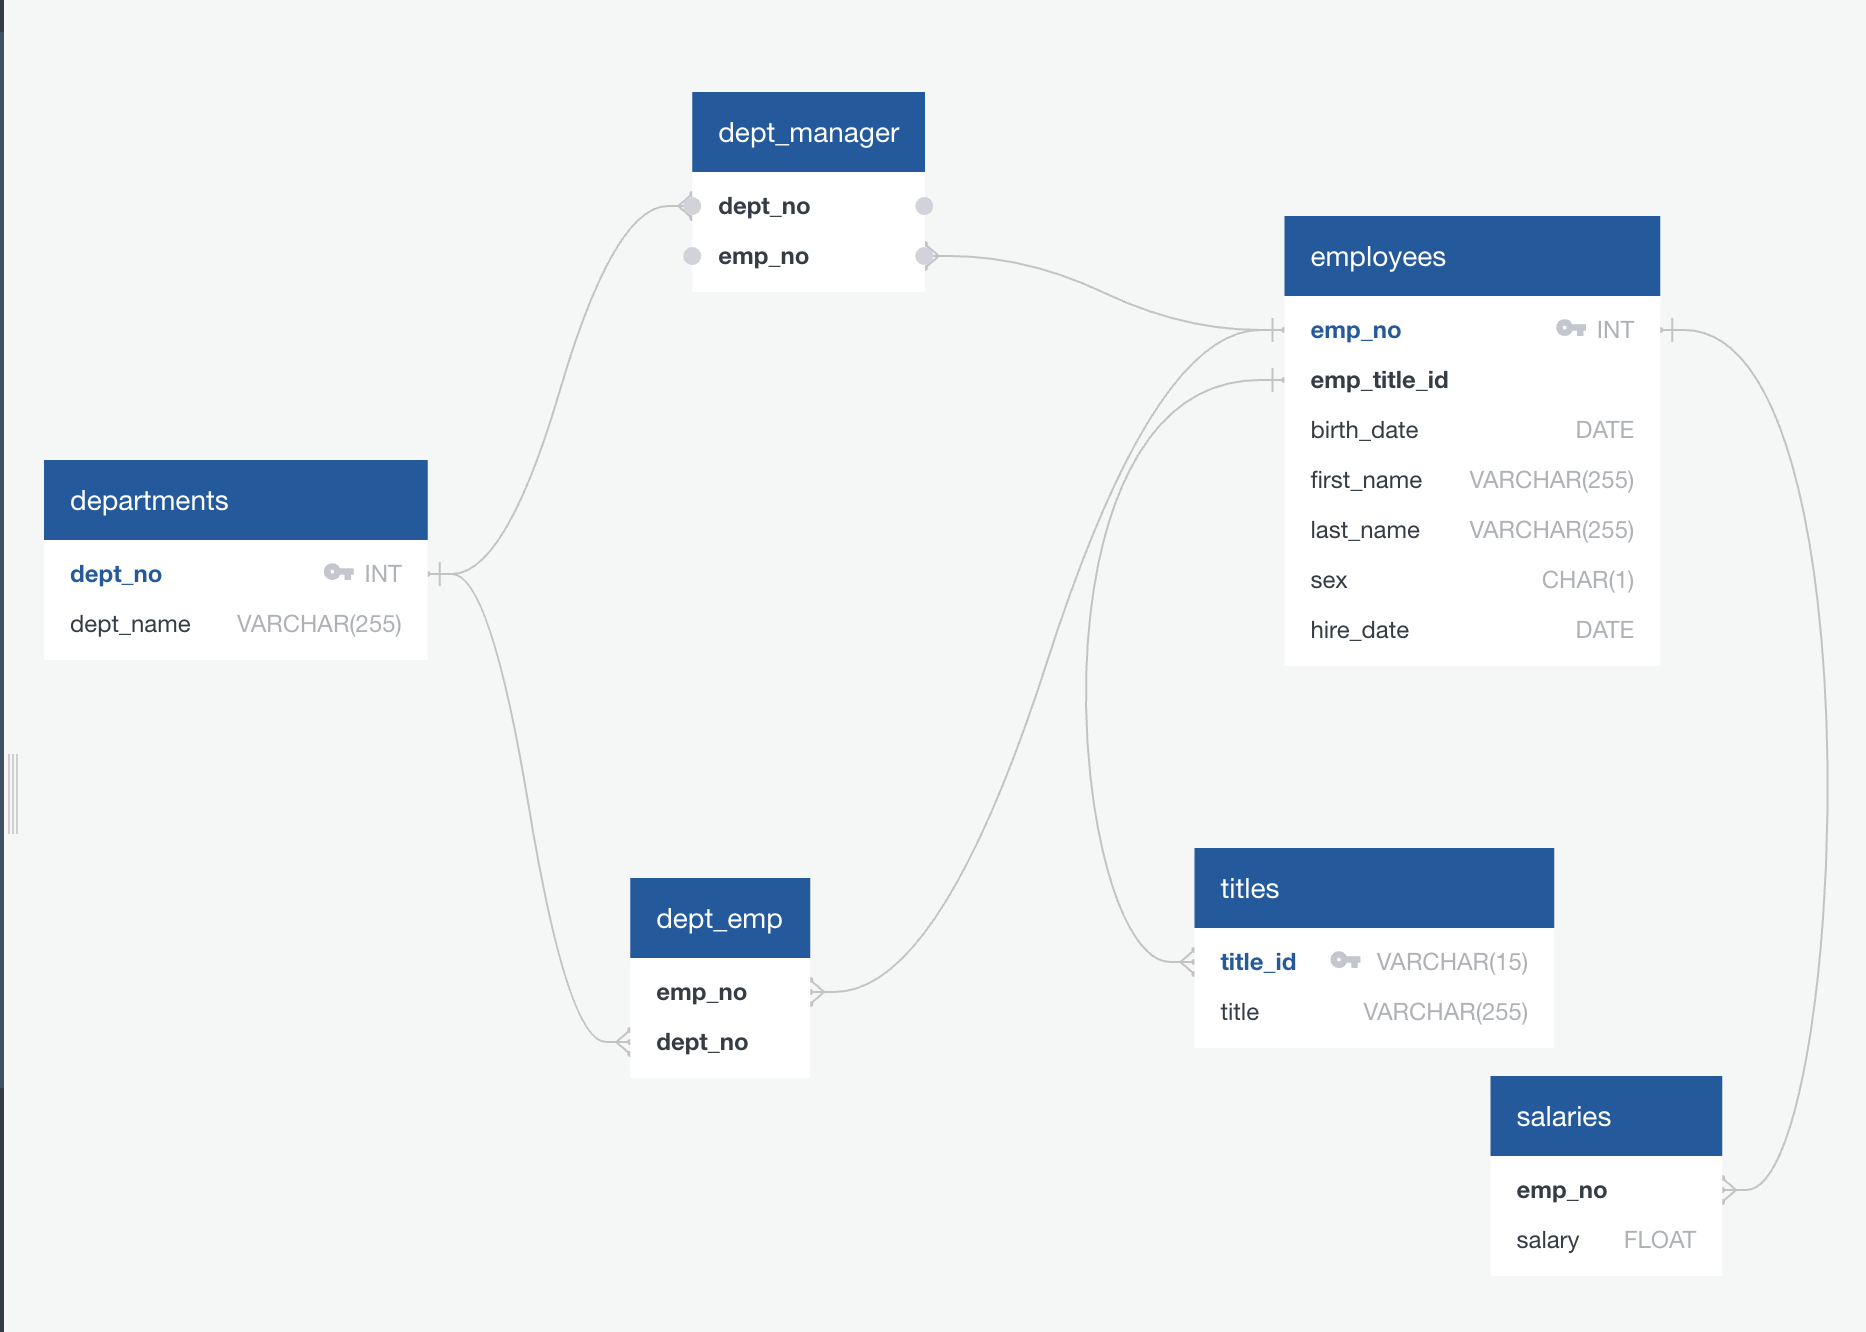 dept_manager
dept_no
emp_no
employees
emp_no INT
emp_title_id
birth_date DATE
first_name VARCHAR(255)
last_name VARCHAR(255)
sex CHAR(1)
hire_date DATE
departments
dept_no INT
dept_name VARCHAR(255)
dept_emp
emp_no
dept_no
titles
title_id VARCHAR(15)
title VARCHAR(255)
salaries
emp_no
salary FLOAT